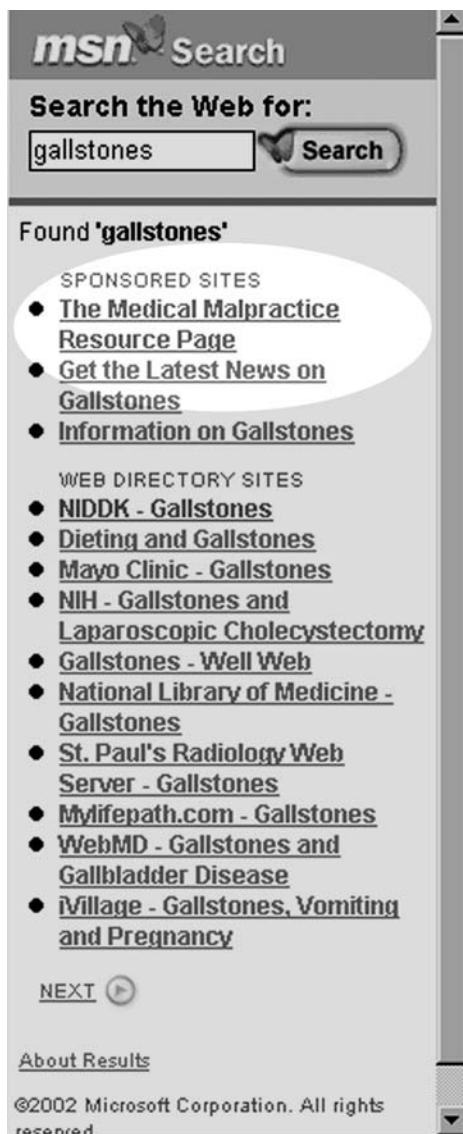 msn Search
Search the Web for:
gallstones Search
Found 'gallstones'
SPONSORED SITES
The Medical Malpractice
Resource Page
Get the Latest News on
Gallstones
Information on Gallstones
WEB DIRECTORY SITES
NIDDK - Gallstones
Dieting and Gallstones
Mayo Clinic - Gallstones
NIH - Gallstones and
Laparoscopic Cholecystectomy
Gallstones - Well Web
National Library of Medicine -
Gallstones
St. Paul's Radiology Web
Server - Gallstones
Mylifepath.com - Gallstones
WebMD - Gallstones and
Gallbladder Disease
iVillage - Gallstones, Vomiting
and Pregnancy
NEXT
About Results
©2002 Microsoft Corporation. All rights
reserved